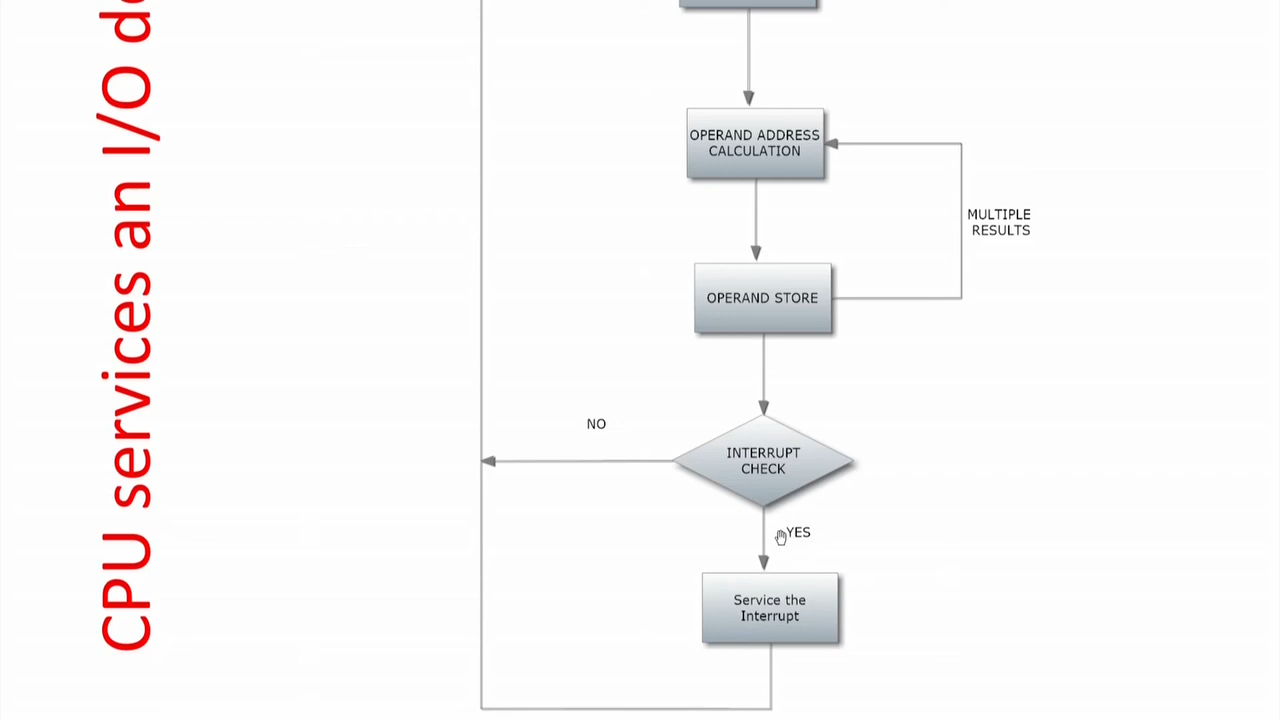 CPU services an I/O
OPERAND ADDRESS
CALCULATION
MULTIPLE
RESULTS
OPERAND STORE
NO
INTERRUPT
CHECK
YES
Service the
Interrupt